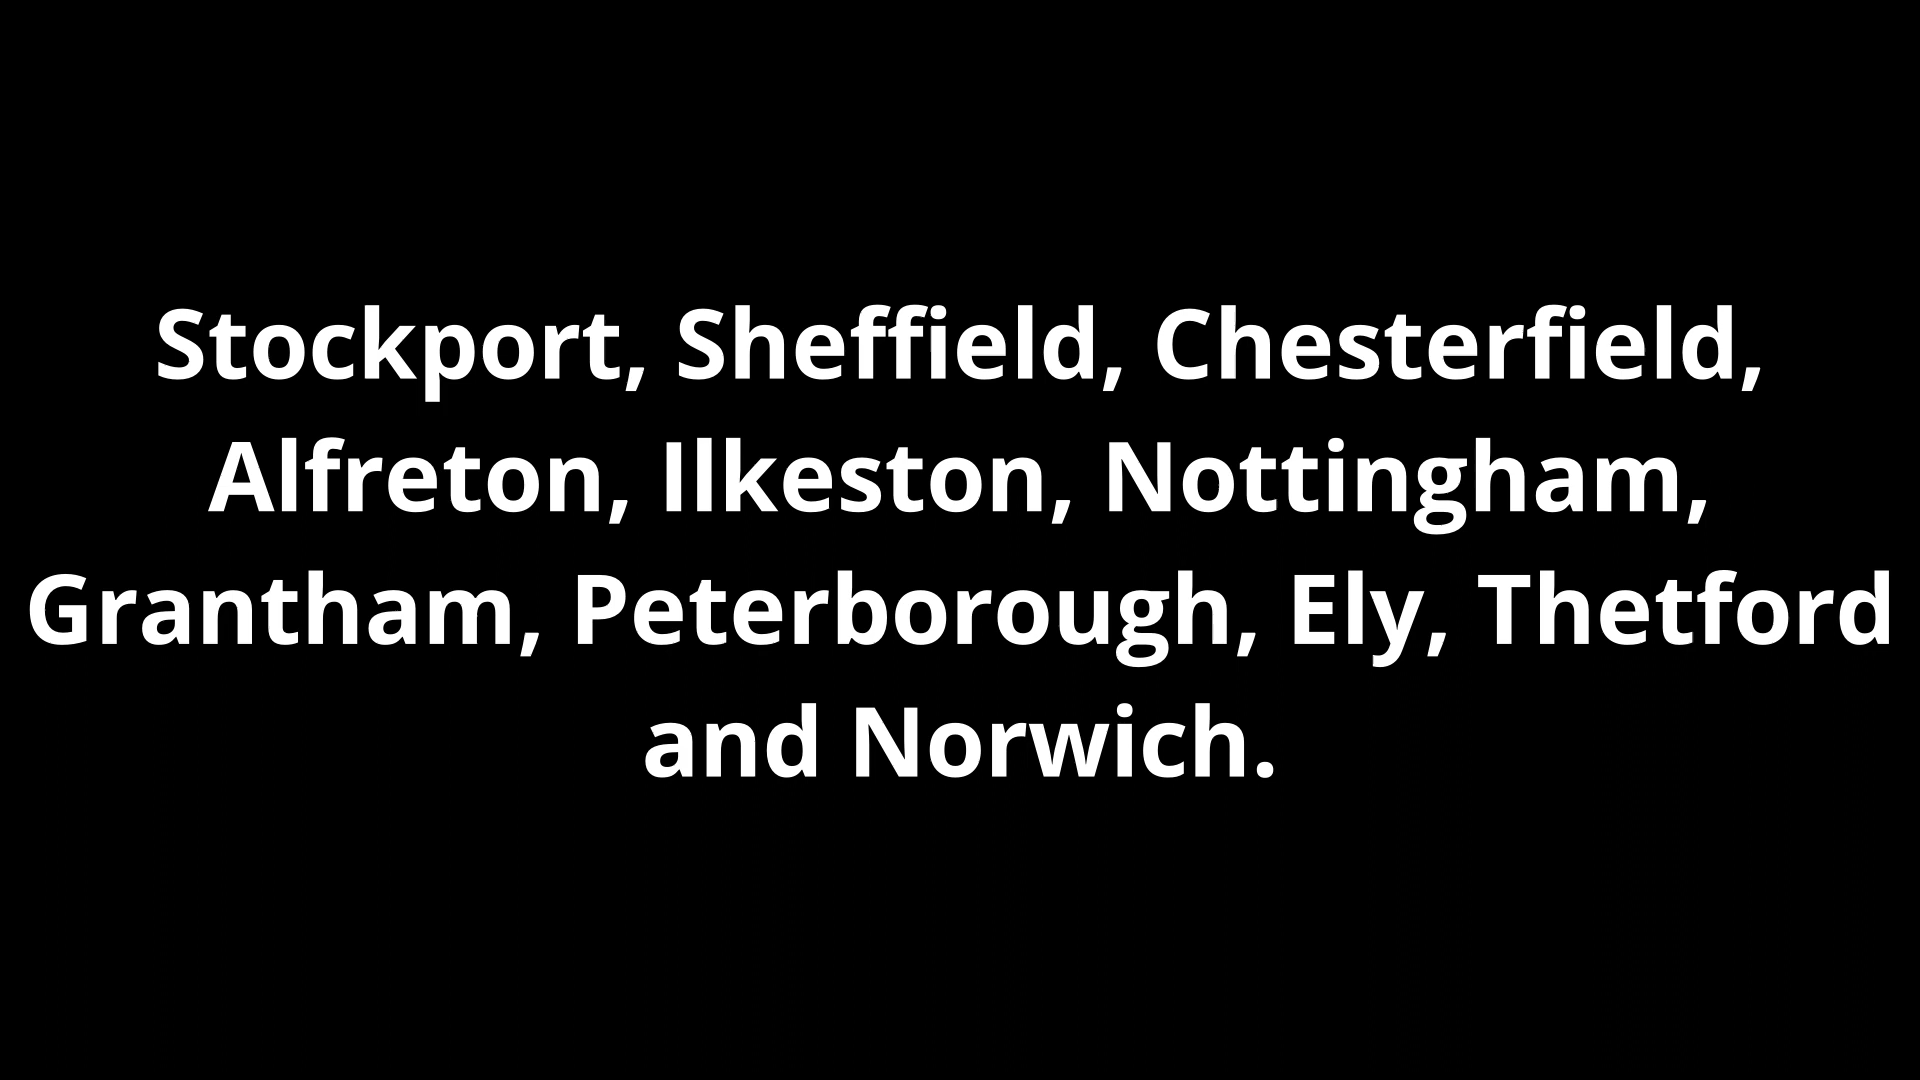 Stockport, Sheffield, Chesterfield,
Alfreton, Ilkeston, Nottingham,
Grantham, Peterborough, Ely, Thetford
and Norwich.